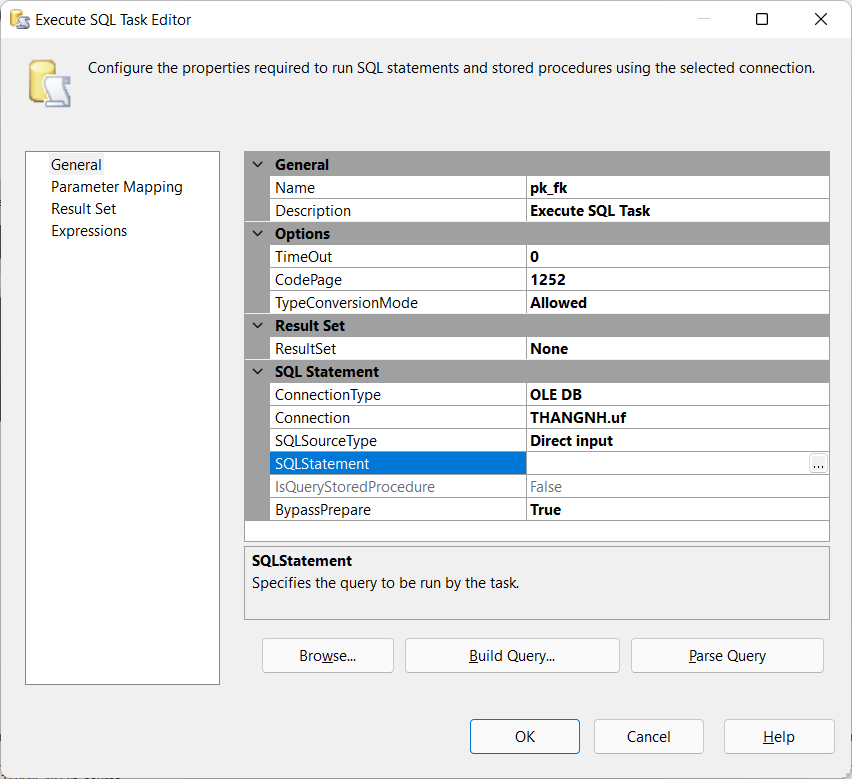 Execute SQL Task Editor
Configure the properties required to run SQL statements and stored procedures using the selected connection.
General
Parameter Mapping
Result Set
Expressions
General
Name pk_fk
Description Execute SQL Task
Options
TimeOut 0
CodePage 1252
TypeConversionMode Allowed
Result Set
ResultSet None
SQL Statement
ConnectionType OLE DB
Connection THANGNH.uf
SQLSourceType Direct input
SQLStatement ...
IsQueryStoredProcedure False
BypassPrepare True
SQLStatement
Specifies the query to be run by the task.
Browse... Build Query... Parse Query
OK Cancel Help